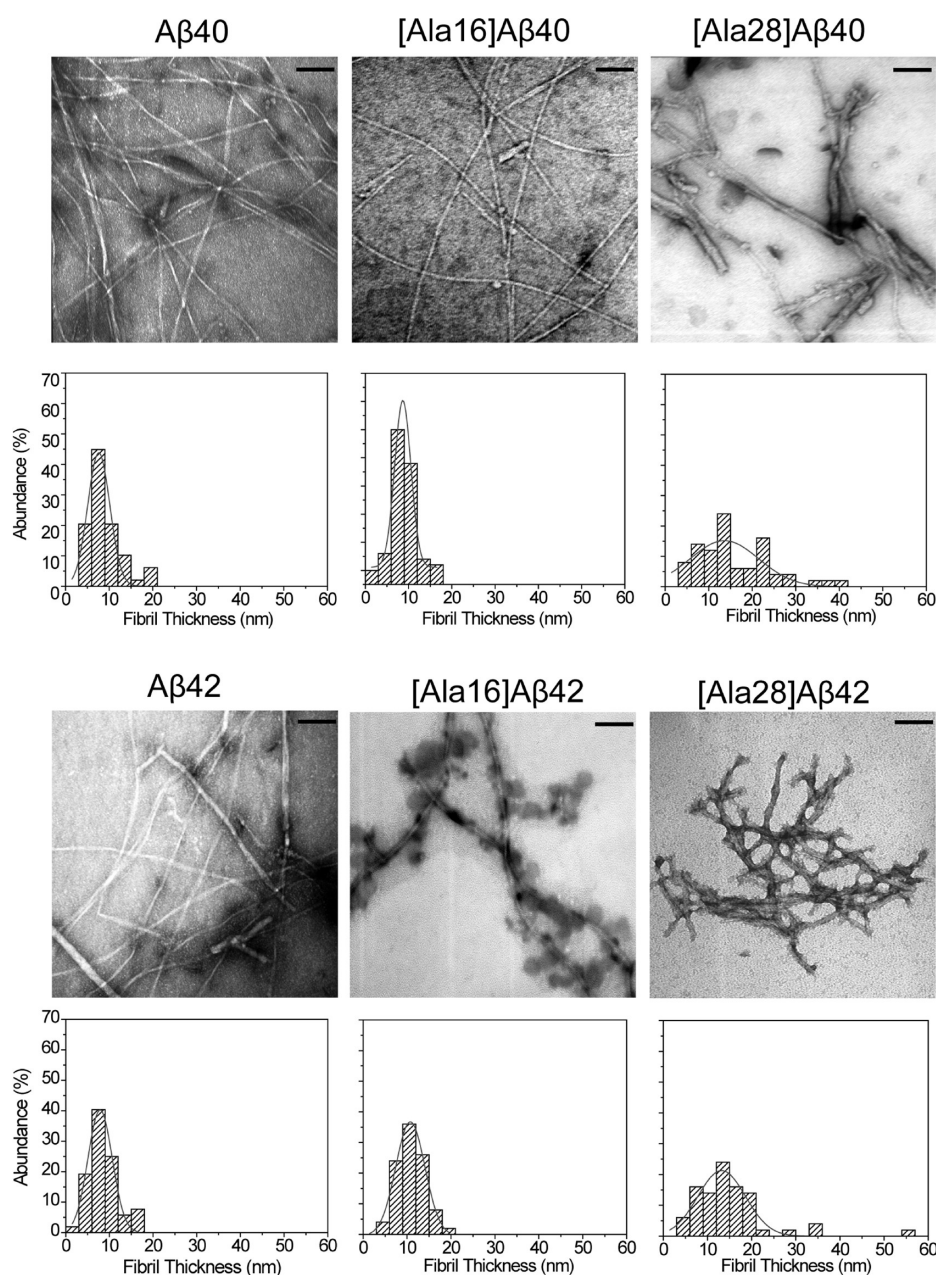 Aβ40 [Ala16]Aβ40 [Ala28]Aβ40
70
60
50
40
30
20
10
0
Abundance (%)
0 10 20 30 40 50 60
Fibril Thickness (nm)
0 10 20 30 40 50 60
Fibril Thickness (nm)
0 10 20 30 40 50 60
Fibril Thickness (nm)
Aβ42 [Ala16]Aβ42 [Ala28]Aβ42
70
60
50
40
30
20
10
0
Abundance (%)
0 10 20 30 40 50 60
Fibril Thickness (nm)
0 10 20 30 40 50 60
Fibril Thickness (nm)
0 10 20 30 40 50 60
Fibril Thickness (nm)